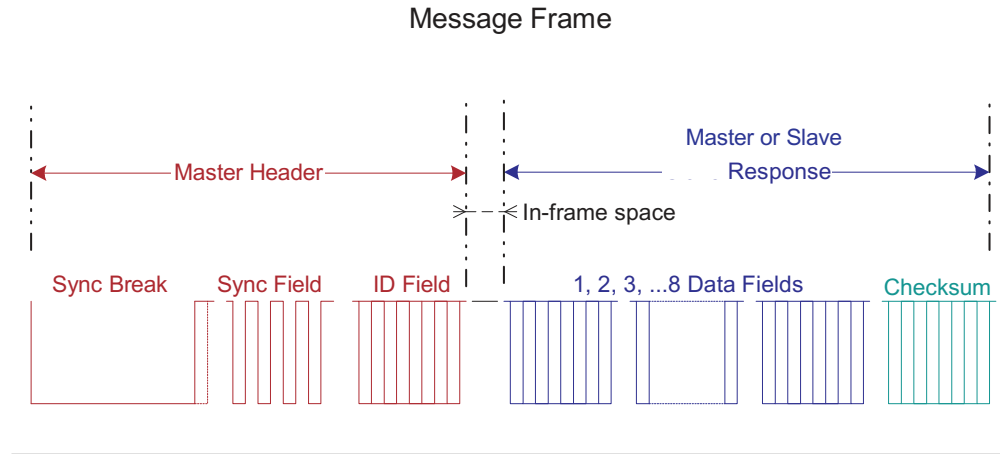 Message Frame
Master or Slave
Master Header
Response
In-frame space
Sync Break
Sync Field
ID Field
1, 2, 3, ...8 Data Fields
Checksum